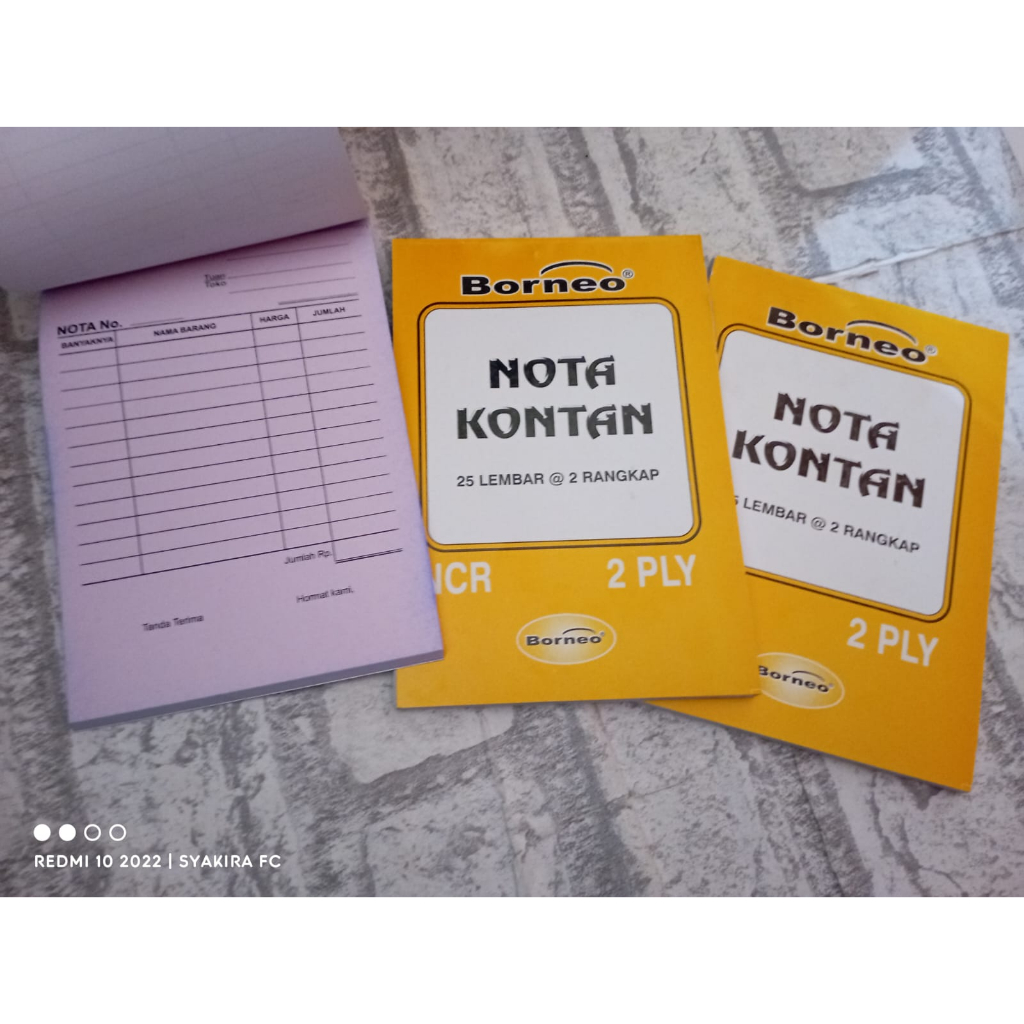 Tuan
Toko
NOTA No.
BANYAKNYA NAMA BARANG HARGA JUMLAH
Jumlah Rp.
Tanda Terima Hormat kami,
Borneo®
NOTA
KONTAN
25 LEMBAR @ 2 RANGKAP
NCR 2 PLY
Borneo®
Borneo®
NOTA
KONTAN
LEMBAR @ 2 RANGKAP
2 PLY
Borneo®
REDMI 10 2022 | SYAKIRA FC